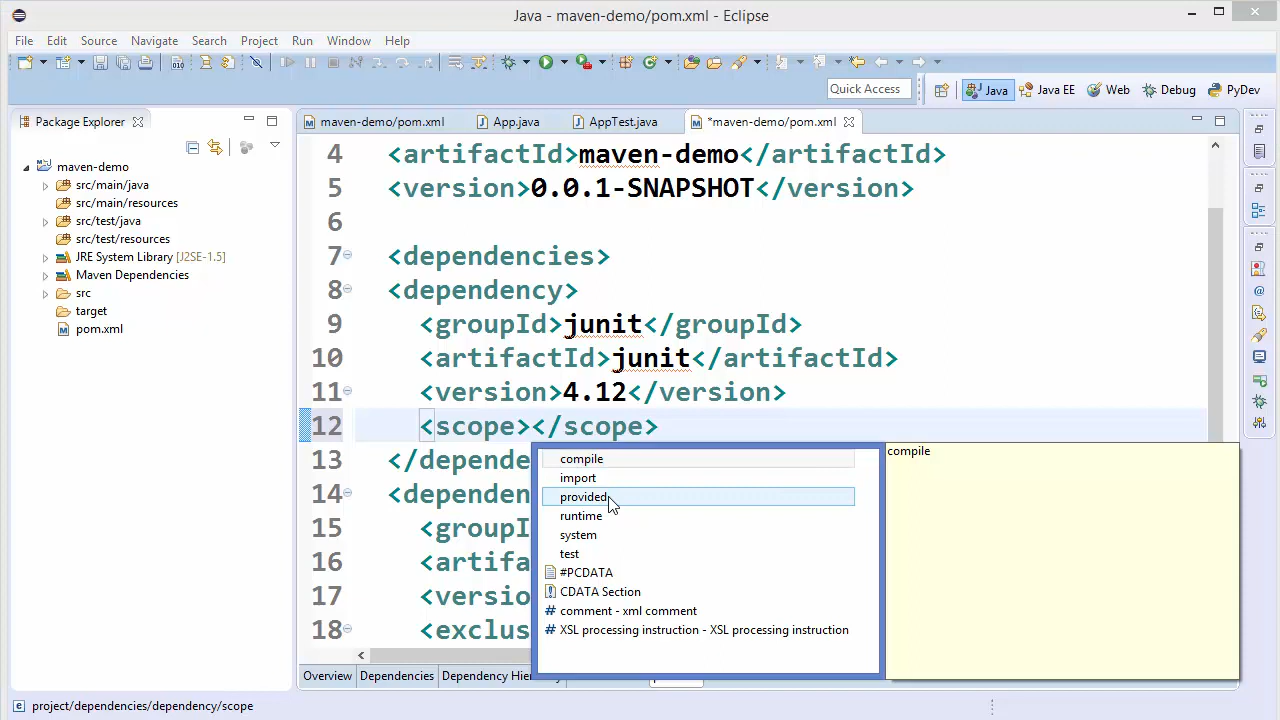 Java - maven-demo/pom.xml - Eclipse
File Edit Source Navigate Search Project Run Window Help
Quick Access
Java Java EE Web Debug PyDev
Package Explorer
maven-demo
src/main/java
src/main/resources
src/test/java
src/test/resources
JRE System Library [J2SE-1.5]
Maven Dependencies
src
target
pom.xml
maven-demo/pom.xml App.java AppTest.java *maven-demo/pom.xml
4 <artifactId>maven-demo</artifactId>
5 <version>0.0.1-SNAPSHOT</version>
6
7 <dependencies>
8 <dependency>
9 <groupId>junit</groupId>
10 <artifactId>junit</artifactId>
11 <version>4.12</version>
12 <scope></scope>
13 </depende
14 <dependen
15 <groupI
16 <artifa
17 <versio
18 <exclus
compile
import
provided
runtime
system
test
#PCDATA
CDATA Section
# comment - xml comment
# XSL processing instruction - XSL processing instruction
compile
Overview Dependencies Dependency Hie
project/dependencies/dependency/scope